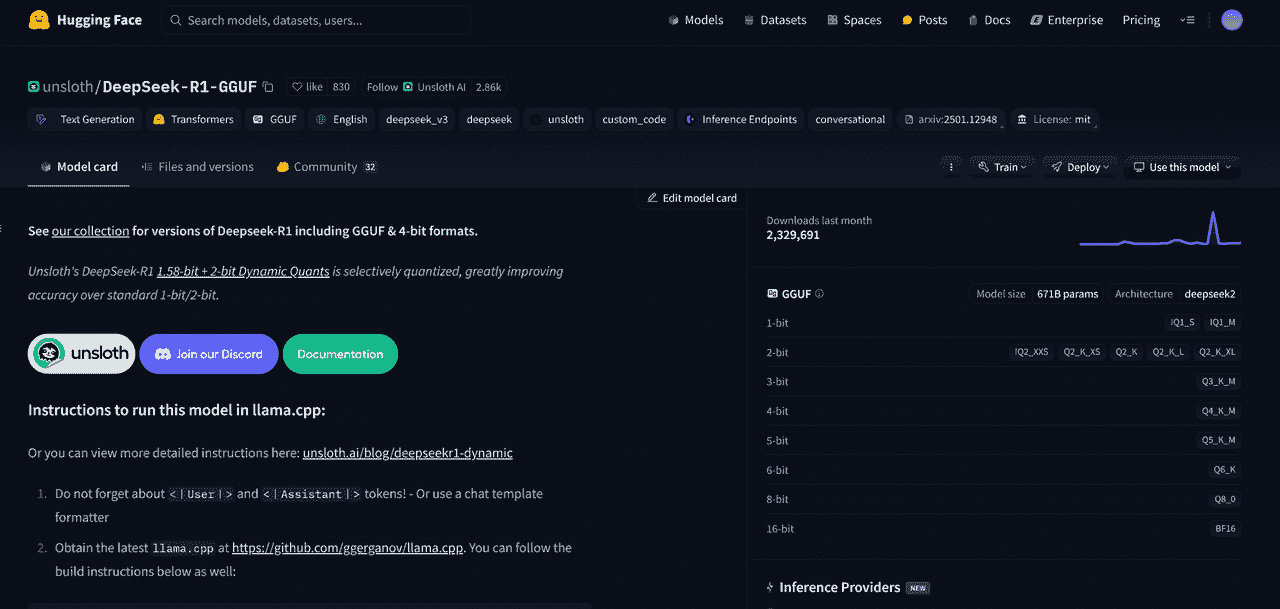 Hugging Face Search models, datasets, users... Models Datasets Spaces Posts Docs Enterprise Pricing
unsloth/DeepSeek-R1-GGUF like 830 Follow Unsloth AI 2.86k
Text Generation Transformers GGUF English deepseek_v3 deepseek unsloth custom_code Inference Endpoints conversational arxiv:2501.12948 License: mit
Model card Files and versions Community 32 Train Deploy Use this model
Edit model card
See our collection for versions of Deepseek-R1 including GGUF & 4-bit formats.
Unsloth's DeepSeek-R1 1.58-bit + 2-bit Dynamic Quants is selectively quantized, greatly improving
accuracy over standard 1-bit/2-bit.
unsloth Join our Discord Documentation
Instructions to run this model in llama.cpp:
Or you can view more detailed instructions here: unsloth.ai/blog/deepseekr1-dynamic
1. Do not forget about <|User|> and <|Assistant|> tokens! - Or use a chat template
formatter
2. Obtain the latest llama.cpp at https://github.com/ggerganov/llama.cpp. You can follow the
build instructions below as well:
Downloads last month
2,329,691
GGUF Model size 671B params Architecture deepseek2
1-bit IQ1_S IQ1_M
2-bit IQ2_XXS Q2_K_XS Q2_K Q2_K_L Q2_K_XL
3-bit Q3_K_M
4-bit Q4_K_M
5-bit Q5_K_M
6-bit Q6_K
8-bit Q8_0
16-bit BF16
Inference Providers NEW